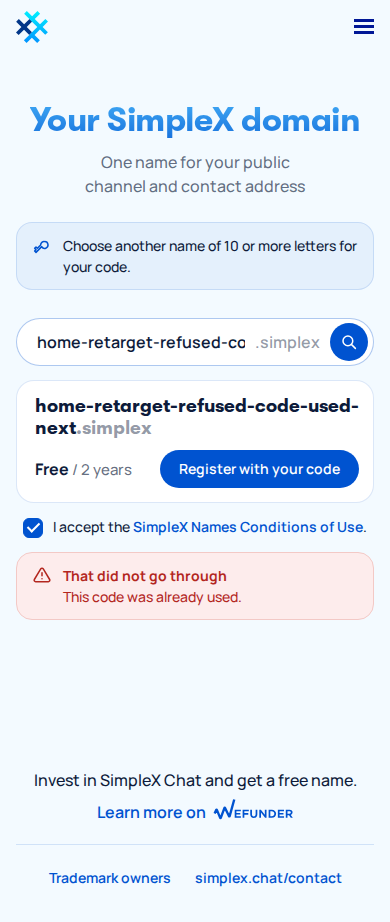 Your SimpleX domain
One name for your public
channel and contact address
Choose another name of 10 or more letters for
your code.
home-retarget-refused-co .simplex
home-retarget-refused-code-used-
next.simplex
Free / 2 years
Register with your code
I accept the SimpleX Names Conditions of Use.
That did not go through
This code was already used.
Invest in SimpleX Chat and get a free name.
Learn more on WEFUNDER
Trademark owners
simplex.chat/contact